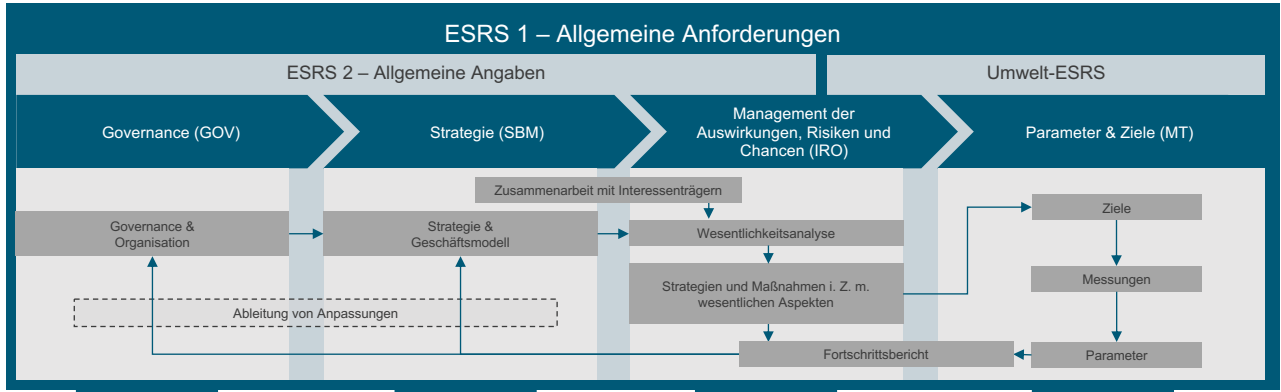 ESRS 1 – Allgemeine Anforderungen
ESRS 2 – Allgemeine Angaben
Umwelt-ESRS
Governance (GOV)
Strategie (SBM)
Management der
Auswirkungen, Risiken und
Chancen (IRO)
Parameter & Ziele (MT)
Zusammenarbeit mit Interessenträgern
Governance &
Organisation
Strategie &
Geschäftsmodell
Wesentlichkeitsanalyse
Ziele
Strategien und Maßnahmen i. Z. m.
wesentlichen Aspekten
Messungen
Ableitung von Anpassungen
Fortschrittsbericht
Parameter